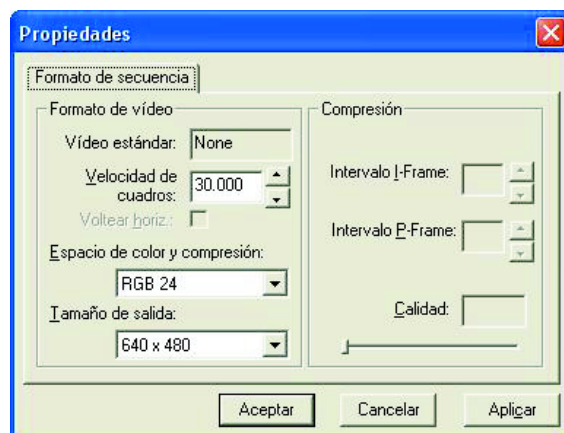 Propiedades
Formato de secuencia
Formato de vídeo
Vídeo estándar: None
Velocidad de
cuadros: 30.000
Voltear horiz.:
Espacio de color y compresión:
RGB 24
Tamaño de salida:
640 x 480
Compresión
Intervalo I-Frame:
Intervalo P-Frame:
Calidad:
Aceptar
Cancelar
Aplicar